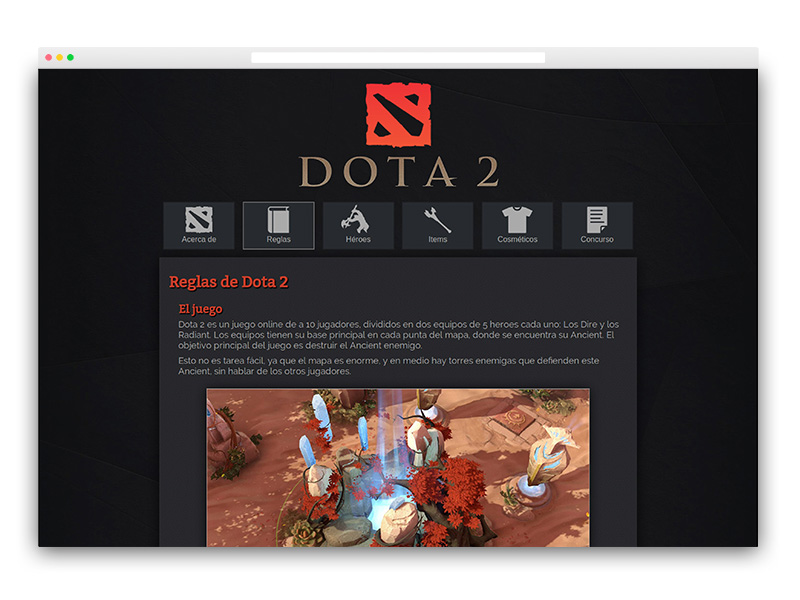 DOTA 2
Acerca de
Reglas
Héroes
Items
Cosméticos
Concurso
Reglas de Dota 2
El juego
Dota 2 es un juego online de a 10 jugadores, divididos en dos equipos de 5 heroes cada uno: Los Dire y los
Radiant. Los equipos tienen su base principal en cada punta del mapa, donde se encuentra su Ancient. El
objetivo principal del juego es destruir el Ancient enemigo.
Esto no es tarea fácil, ya que el mapa es enorme, y en medio hay torres enemigas que defienden este
Ancient, sin hablar de los otros jugadores.